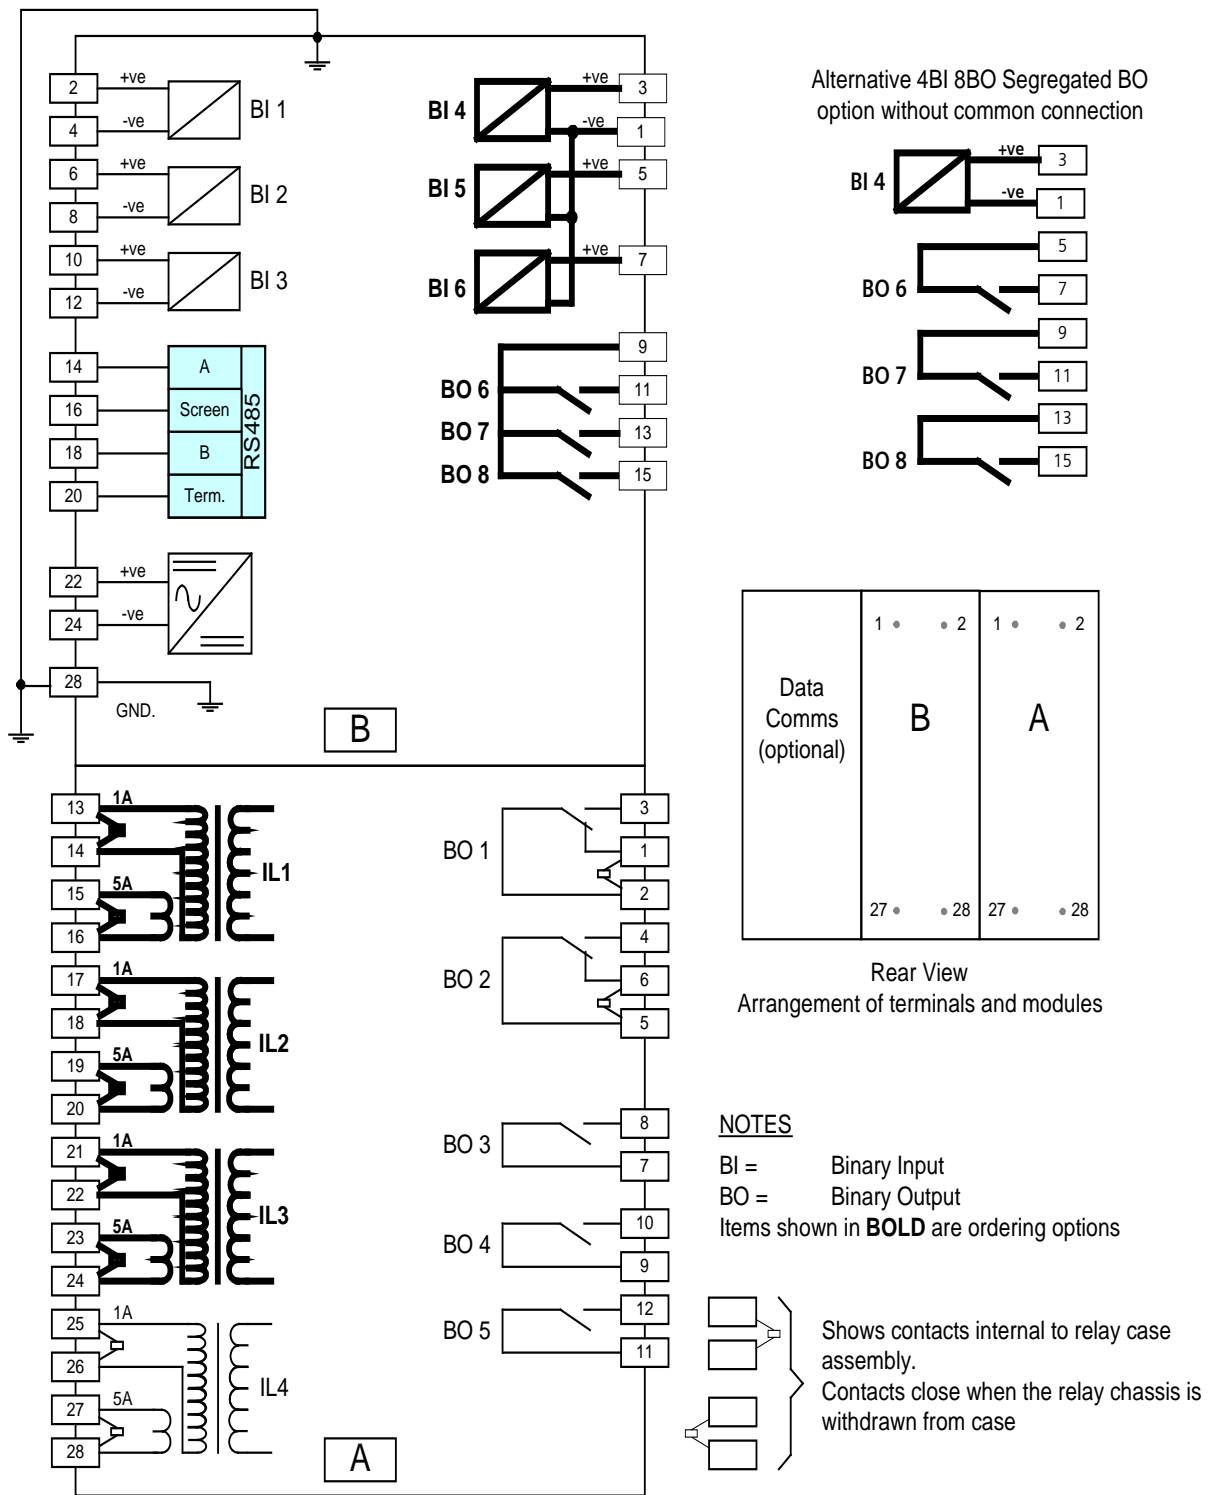 2
+ve
4
-ve
BI 1
6
+ve
8
-ve
BI 2
10
+ve
12
-ve
BI 3
14
A
16
Screen
18
B
20
Term.
RS485
22
+ve
24
-ve
28
GND.
B
BI 4
+ve
3
-ve
1
BI 5
+ve
5
BI 6
+ve
7
9
BO 6
11
BO 7
13
BO 8
15
Alternative 4BI 8BO Segregated BO
option without common connection
BI 4
+ve
3
-ve
1
5
BO 6
7
9
BO 7
11
13
BO 8
15
Data
Comms
(optional)
1
2
B
27
28
1
2
A
27
28
Rear View
Arrangement of terminals and modules
13
1A
14
15
5A
16
IL1
17
1A
18
19
5A
20
IL2
21
1A
22
23
5A
24
IL3
25
1A
26
27
5A
28
IL4
A
BO 1
3
1
2
BO 2
4
6
5
BO 3
8
7
BO 4
10
9
BO 5
12
11
NOTES
BI = Binary Input
BO = Binary Output
Items shown in BOLD are ordering options
Shows contacts internal to relay case
assembly.
Contacts close when the relay chassis is
withdrawn from case